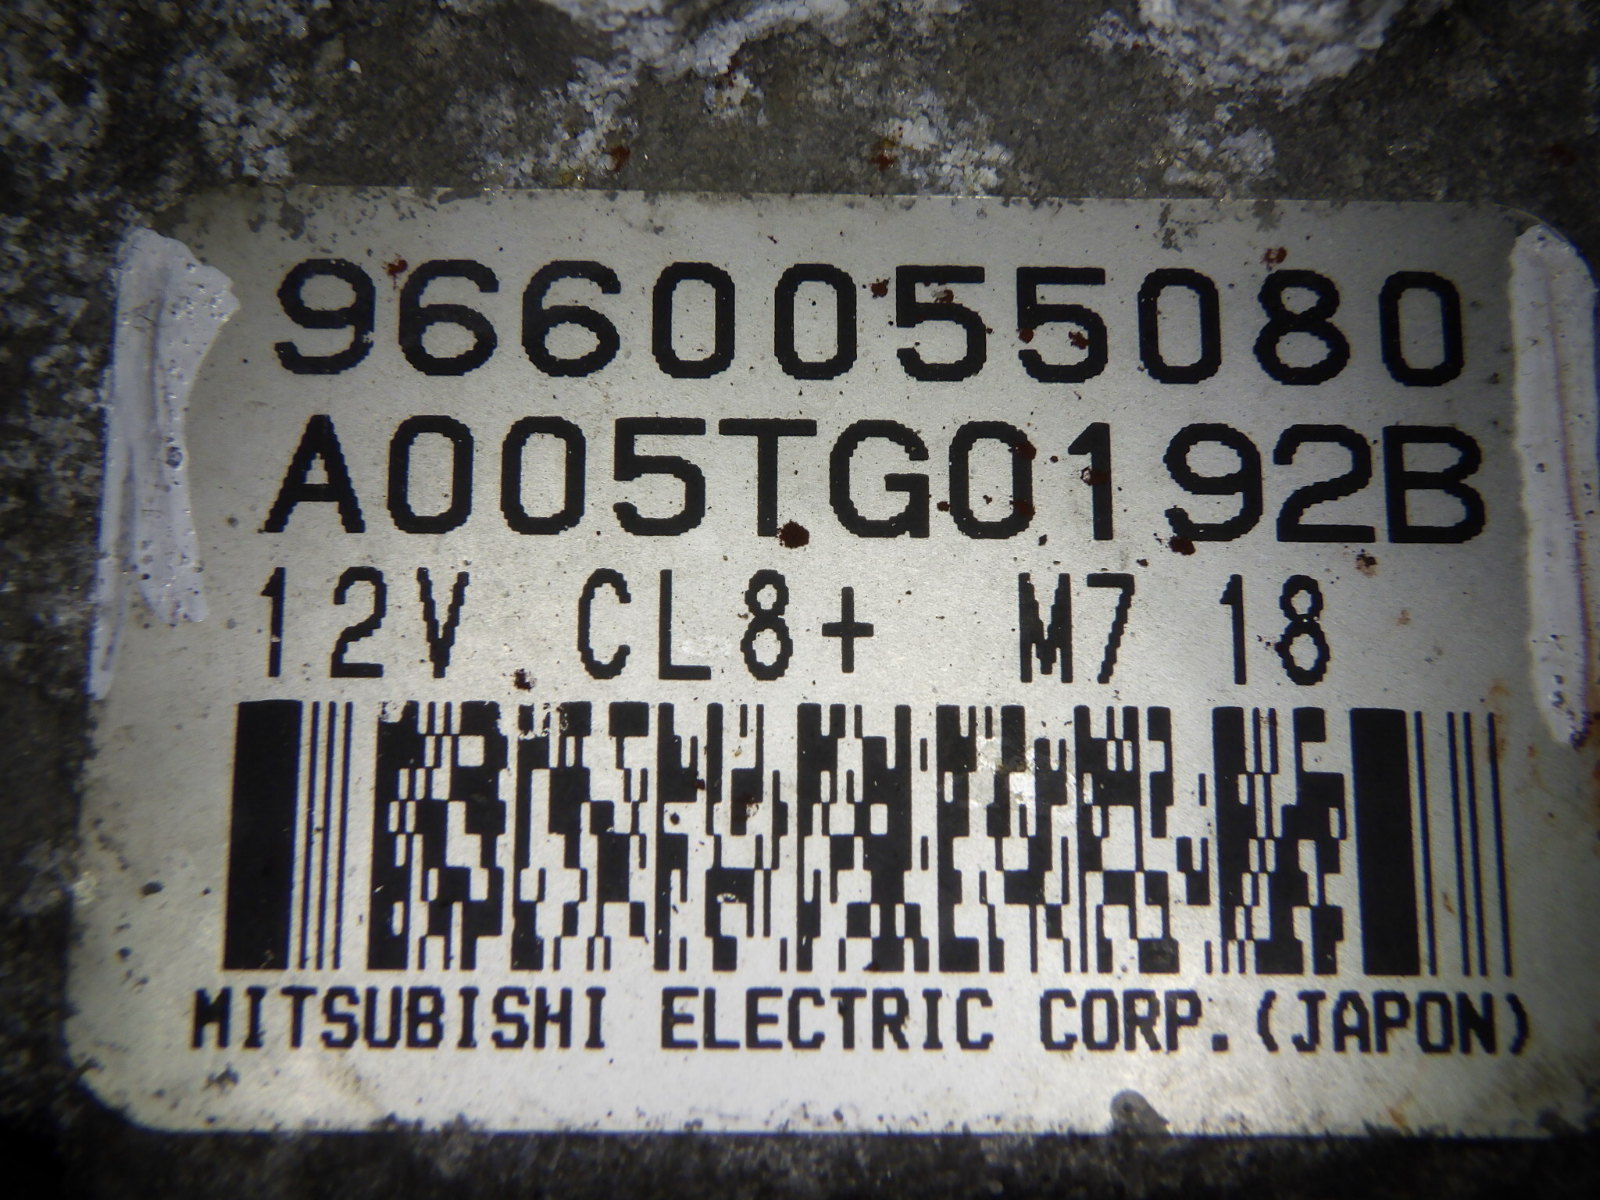 9660055080
A005TG0192B
12V CL8+ M7 18
MITSUBISHI ELECTRIC CORP.(JAPON)